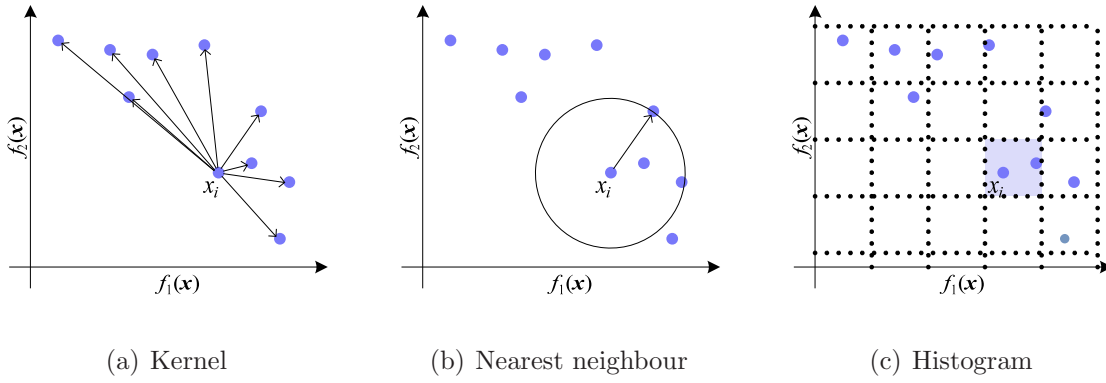 f₂(x)
xᵢ
f₁(x)
f₂(x)
xᵢ
f₁(x)
f₂(x)
xᵢ
f₁(x)
(a) Kernel
(b) Nearest neighbour
(c) Histogram